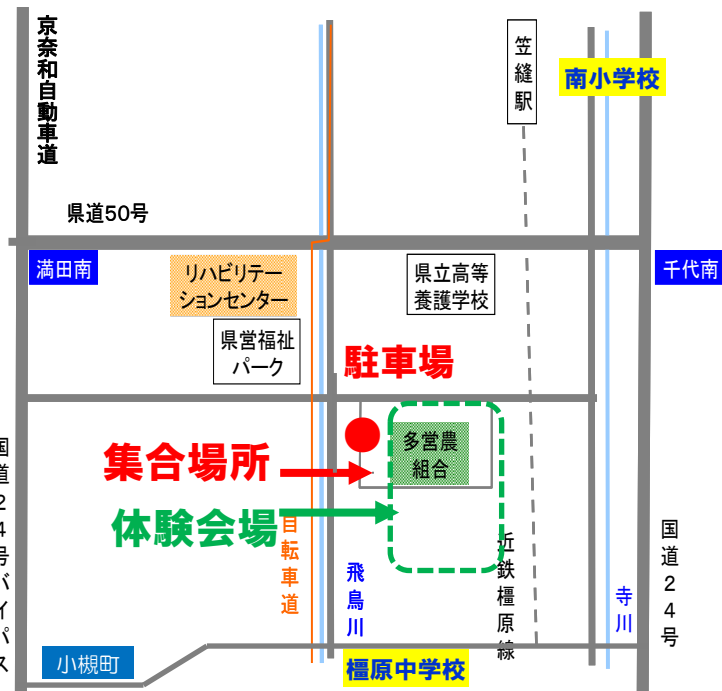 京奈和自動車道
笠縫駅
南小学校
県道50号
満田南
リハビリテー
ションセンター
県立高等
養護学校
千代南
県営福祉
パーク
駐車場
多営農
組合
集合場所
体験会場
国道24号バイパス
自転車道
飛鳥川
近鉄橿原線
寺川
国道24号
小槻町
橿原中学校